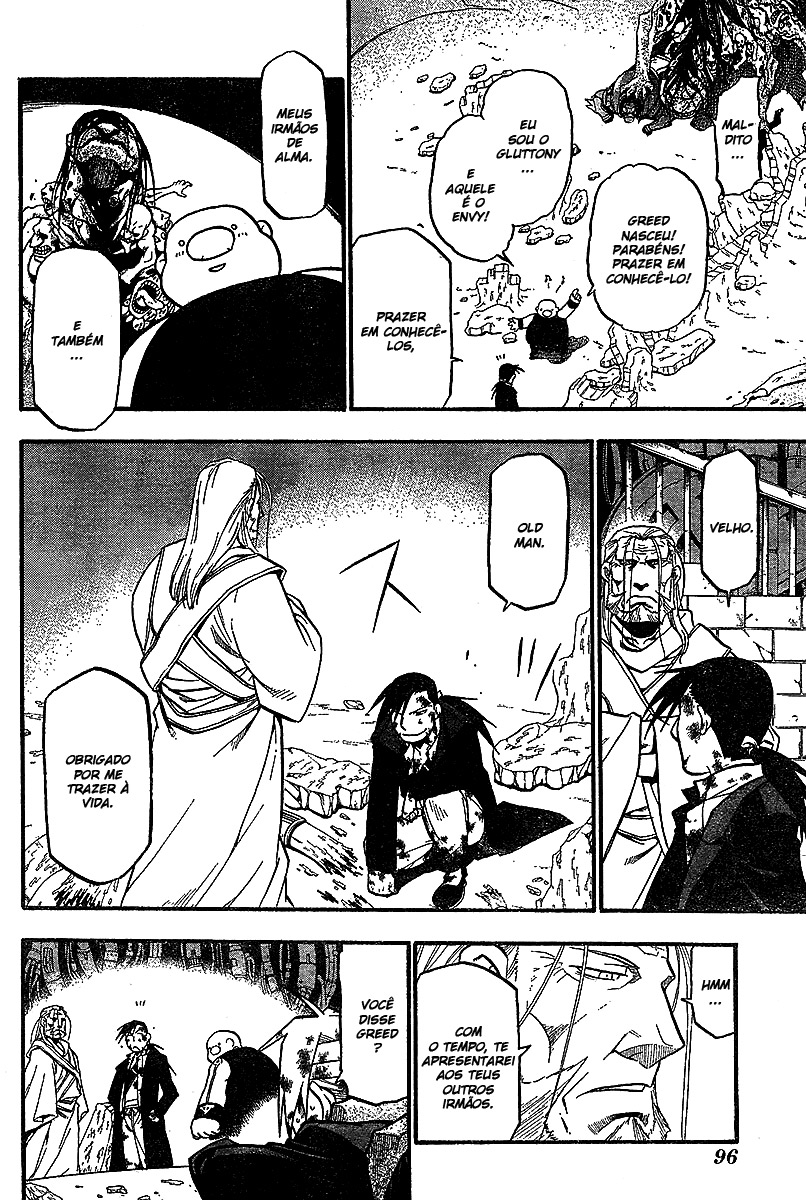 MAL-
DITO
...
GREED
NASCEU!
PARABÉNS!
PRAZER EM
CONHECÊ-LO!
EU
SOU O
GLUTTONY
...
E
AQUELE
É O
ENVY!
PRAZER
EM CONHECÊ-
LOS,
MEUS
IRMÃOS
DE
ALMA.
E
TAMBÉM
...
VELHO.
OLD
MAN.
OBRIGADO
POR ME
TRAZER À
VIDA.
HMM
...
COM
O TEMPO, TE
APRESENTAREI
AOS TEUS
OUTROS
IRMÃOS.
VOCÊ
DISSE
GREED
?
96